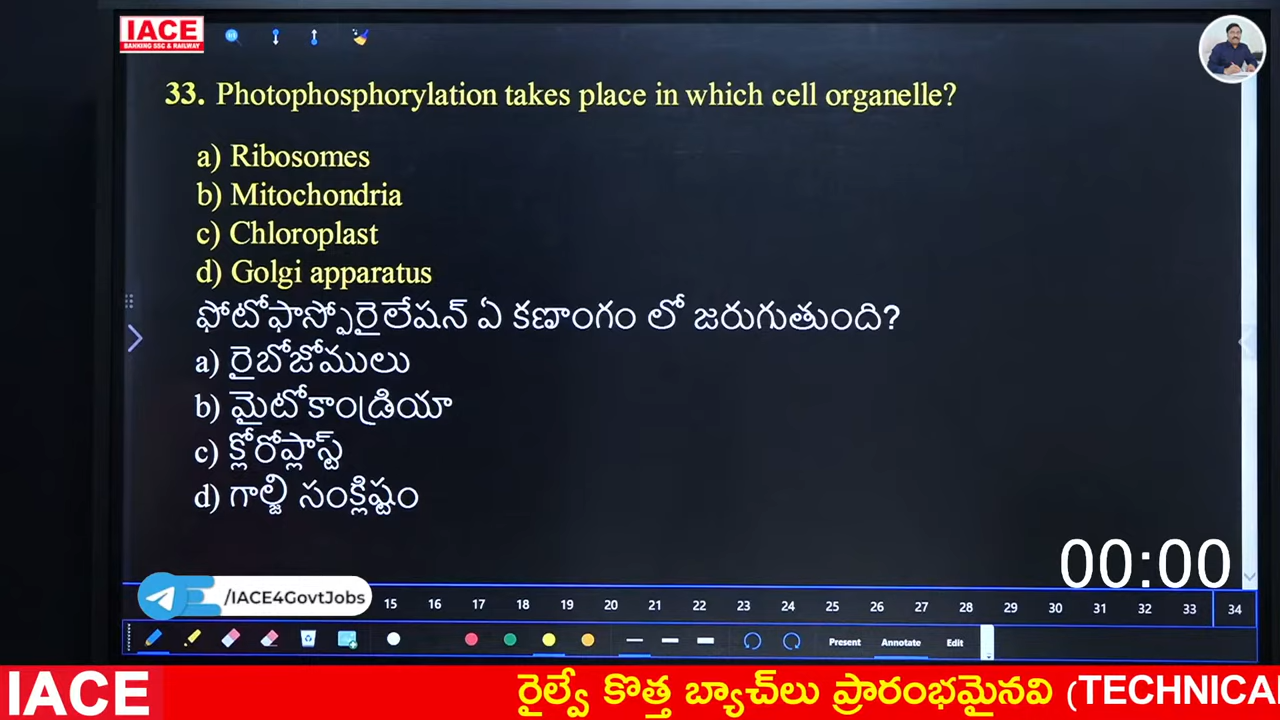 IACE
BANKING SSC & RAILWAY
33. Photophosphorylation takes place in which cell organelle?
a) Ribosomes
b) Mitochondria
c) Chloroplast
d) Golgi apparatus
ఫోటోఫాస్ఫోరైలేషన్ ఏ కణాంగం లో జరుగుతుంది?
a) రైబోజోములు
b) మైటోకాండ్రియా
c) క్లోరోప్లాస్ట్
d) గాల్జి సంక్లిష్టం
00:00
/IACE4GovtJobs
15 16 17 18 19 20 21 22 23 24 25 26 27 28 29 30 31 32 33 34
Present Annotate Edit
IACE రైల్వే కొత్త బ్యాచ్‌లు ప్రారంభమైనవి (TECHNICAL